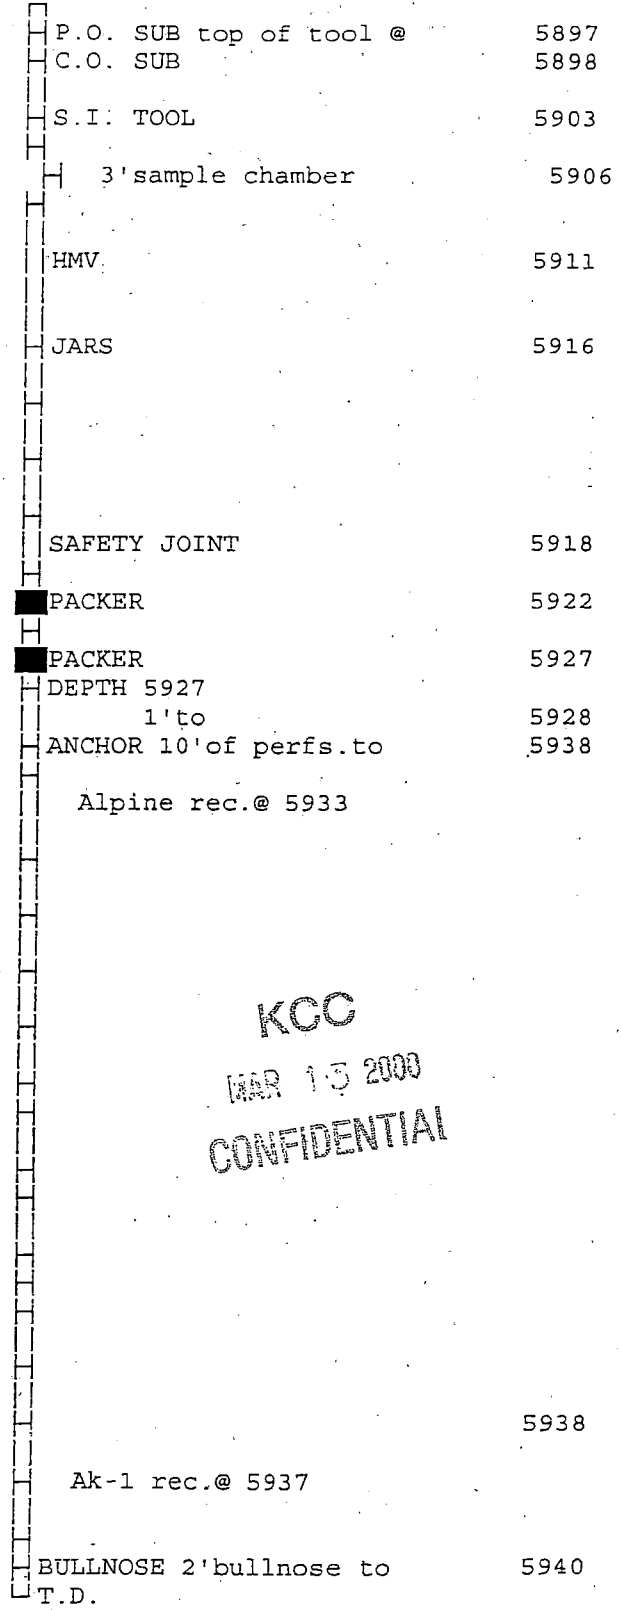 P.O. SUB top of tool @ 5897
C.O. SUB 5898
S.I. TOOL 5903
3'sample chamber 5906
HMV 5911
JARS 5916
SAFETY JOINT 5918
PACKER 5922
PACKER 5927
DEPTH 5927
1'to 5928
ANCHOR 10'of perfs.to 5938
Alpine rec.@ 5933
KCC
MAR 13 2000
CONFIDENTIAL
5938
Ak-1 rec.@ 5937
BULLNOSE 2'bullnose to 5940
T.D.